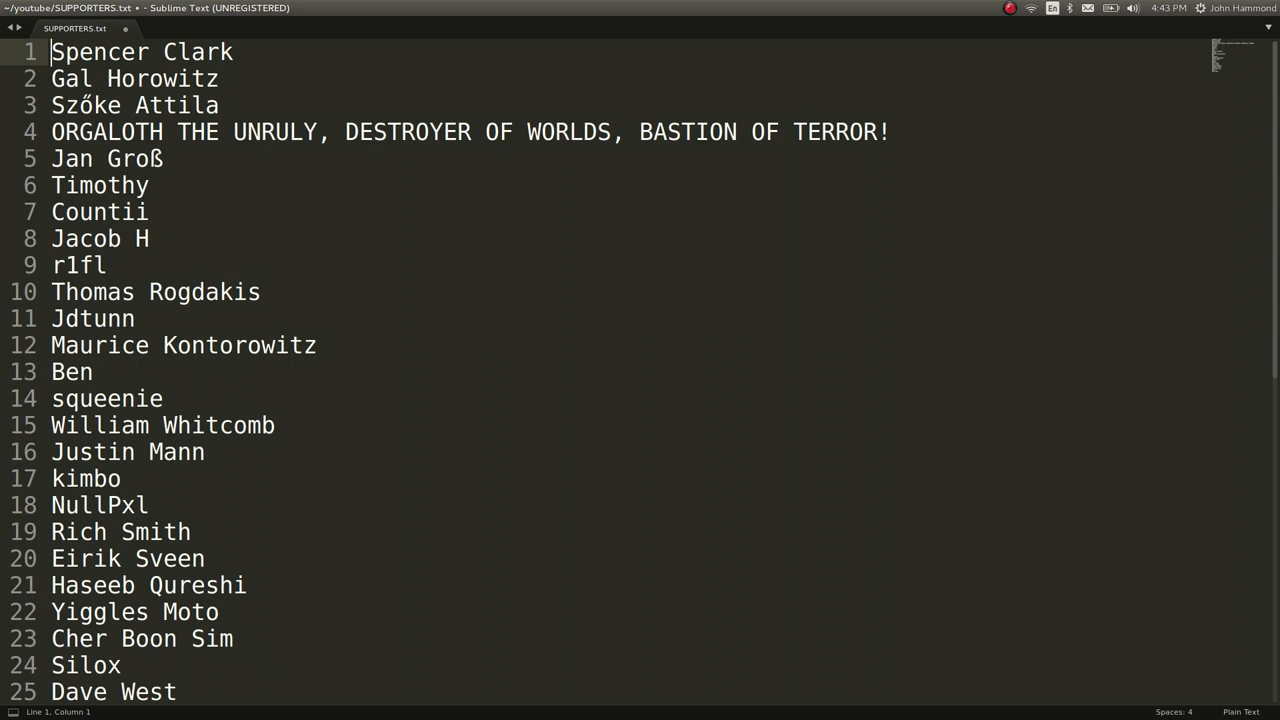 ~/youtube/SUPPORTERS.txt • - Sublime Text (UNREGISTERED)
En
4:43 PM
John Hammond
SUPPORTERS.txt
1 Spencer Clark
2 Gal Horowitz
3 Szőke Attila
4 ORGALOTH THE UNRULY, DESTROYER OF WORLDS, BASTION OF TERROR!
5 Jan Groß
6 Timothy
7 Countii
8 Jacob H
9 r1fl
10 Thomas Rogdakis
11 Jdtunn
12 Maurice Kontorowitz
13 Ben
14 squeenie
15 William Whitcomb
16 Justin Mann
17 kimbo
18 NullPxl
19 Rich Smith
20 Eirik Sveen
21 Haseeb Qureshi
22 Yiggles Moto
23 Cher Boon Sim
24 Silox
25 Dave West
Line 1, Column 1
Spaces: 4
Plain Text